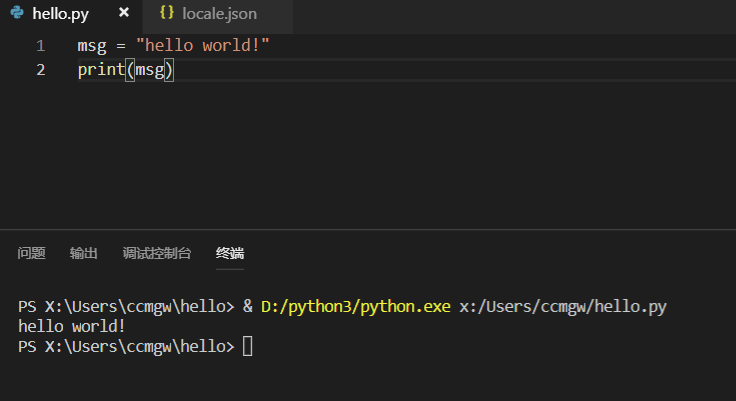 hello.py × {} locale.json
1 msg = "hello world!"
2 print(msg)
问题 输出 调试控制台 终端
PS X:\Users\ccmgw\hello> & D:/python3/python.exe x:/Users/ccmgw/hello.py
hello world!
PS X:\Users\ccmgw\hello>